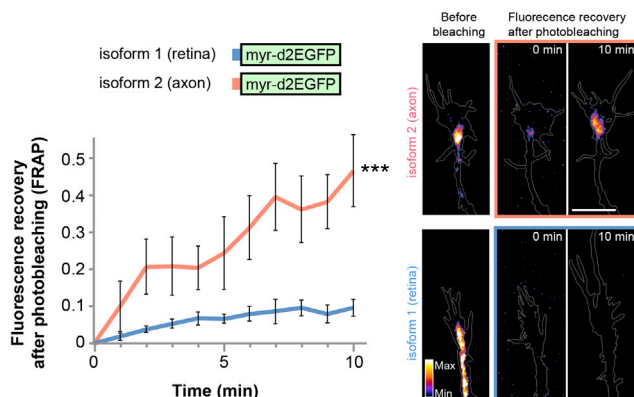 isoform 1 (retina) myr-d2EGFP
isoform 2 (axon) myr-d2EGFP
Fluorescence recovery
after photobleaching (FRAP)
0.5
0.4
0.3
0.2
0.1
0
***
0 5 10
Time (min)
Before
bleaching
Fluorescence recovery
after photobleaching
isoform 2 (axon)
0 min
10 min
isoform 1 (retina)
0 min
10 min
Max
Min